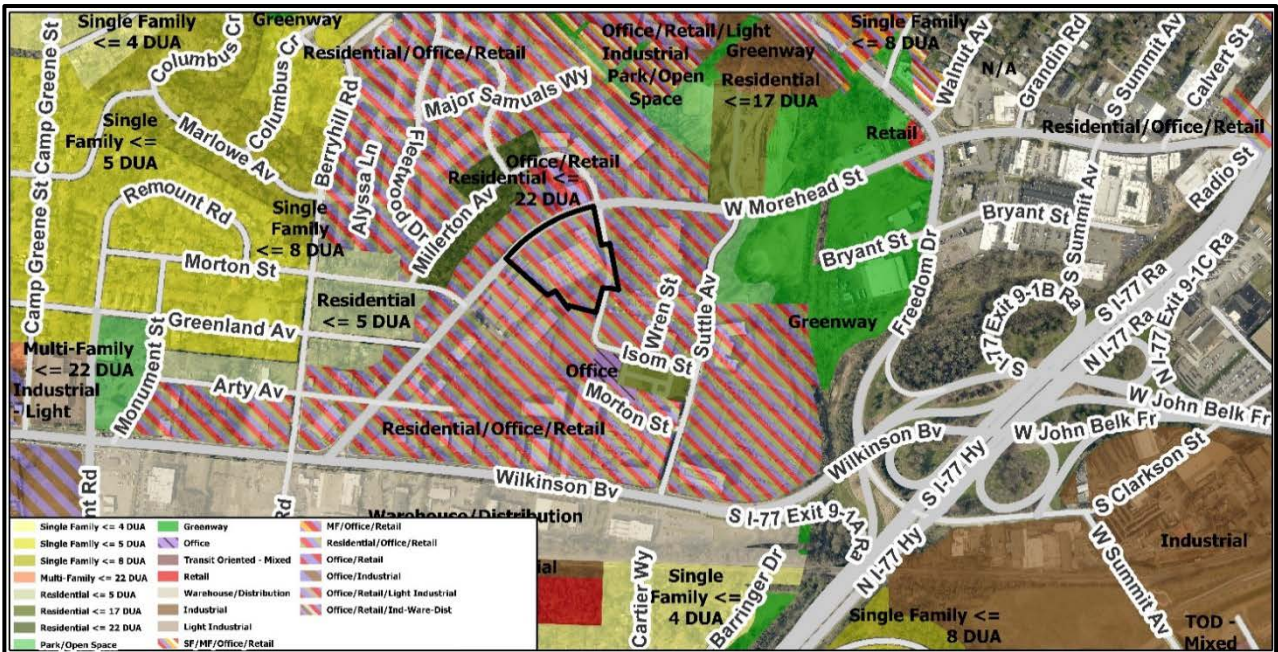 Single Family
<= 4 DUA
Greenway
Columbus Cr
Columbus Cr
Camp Greene St
Camp Greene St
Single
Family <=
5 DUA
Marlowe Av
Remount Rd
Berryhill Rd
Residential/Office/Retail
Major Samuals Wy
Alyssa Ln
Fleetwood Dr
Millerton Av
Office/Retail
Residential <=
22 DUA
Office/Retail/Light
Industrial
Greenway
Park/Open
Space
Residential
<=17 DUA
Single Family
<= 8 DUA
Walnut Av
N/A
Grandin Rd
S Summit Av
Calvert St
Retail
Residential/Office/Retail
Radio St
W Morehead St
Bryant St
Bryant St
S Summit Av
Freedom Dr
Single
Family
<= 8 DUA
Morton St
Greenland Av
Residential
<= 5 DUA
Multi-Family
<= 22 DUA
Industrial
- Light
Monument St
Arty Av
Wren St
Suttle Av
Isom St
Office
Morton St
Greenway
Residential/Office/Retail
Wilkinson Bv
Wilkinson Bv
Warehouse/Distribution
S I-77 Exit 9-1B Ra
S I-77 Ra
N I-77 Ra
N I-77 Exit 9-1C Ra
W John Belk Fr
W John Belk Fr
S I-77 Hy
N I-77 Hy
S I-77 Exit 9-1A Ra
S Clarkson St
W Summit Av
Industrial
Cartier Wy
Single
Family <=
4 DUA
Barringer Dr
Single Family <=
8 DUA
TOD -
Mixed
nt Rd
Rd
Single Family <= 4 DUA
Single Family <= 5 DUA
Single Family <= 8 DUA
Multi-Family <= 22 DUA
Residential <= 5 DUA
Residential <= 17 DUA
Residential <= 22 DUA
Park/Open Space
Greenway
Office
Transit Oriented - Mixed
Retail
Warehouse/Distribution
Industrial
Light Industrial
SF/MF/Office/Retail
MF/Office/Retail
Residential/Office/Retail
Office/Retail
Office/Industrial
Office/Retail/Light Industrial
Office/Retail/Ind-Ware-Dist